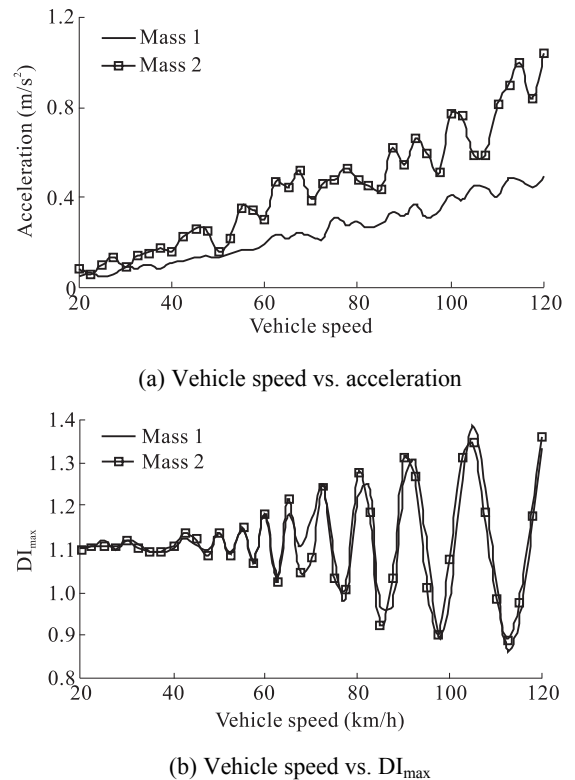 1.2
Mass 1
Mass 2
0.8
0.4
0
Acceleration (m/s²)
20 40 60 80 100 120
Vehicle speed
(a) Vehicle speed vs. acceleration
1.4
Mass 1
Mass 2
1.3
1.2
1.1
1.0
0.9
0.8
DImax
20 40 60 80 100 120
Vehicle speed (km/h)
(b) Vehicle speed vs. DImax